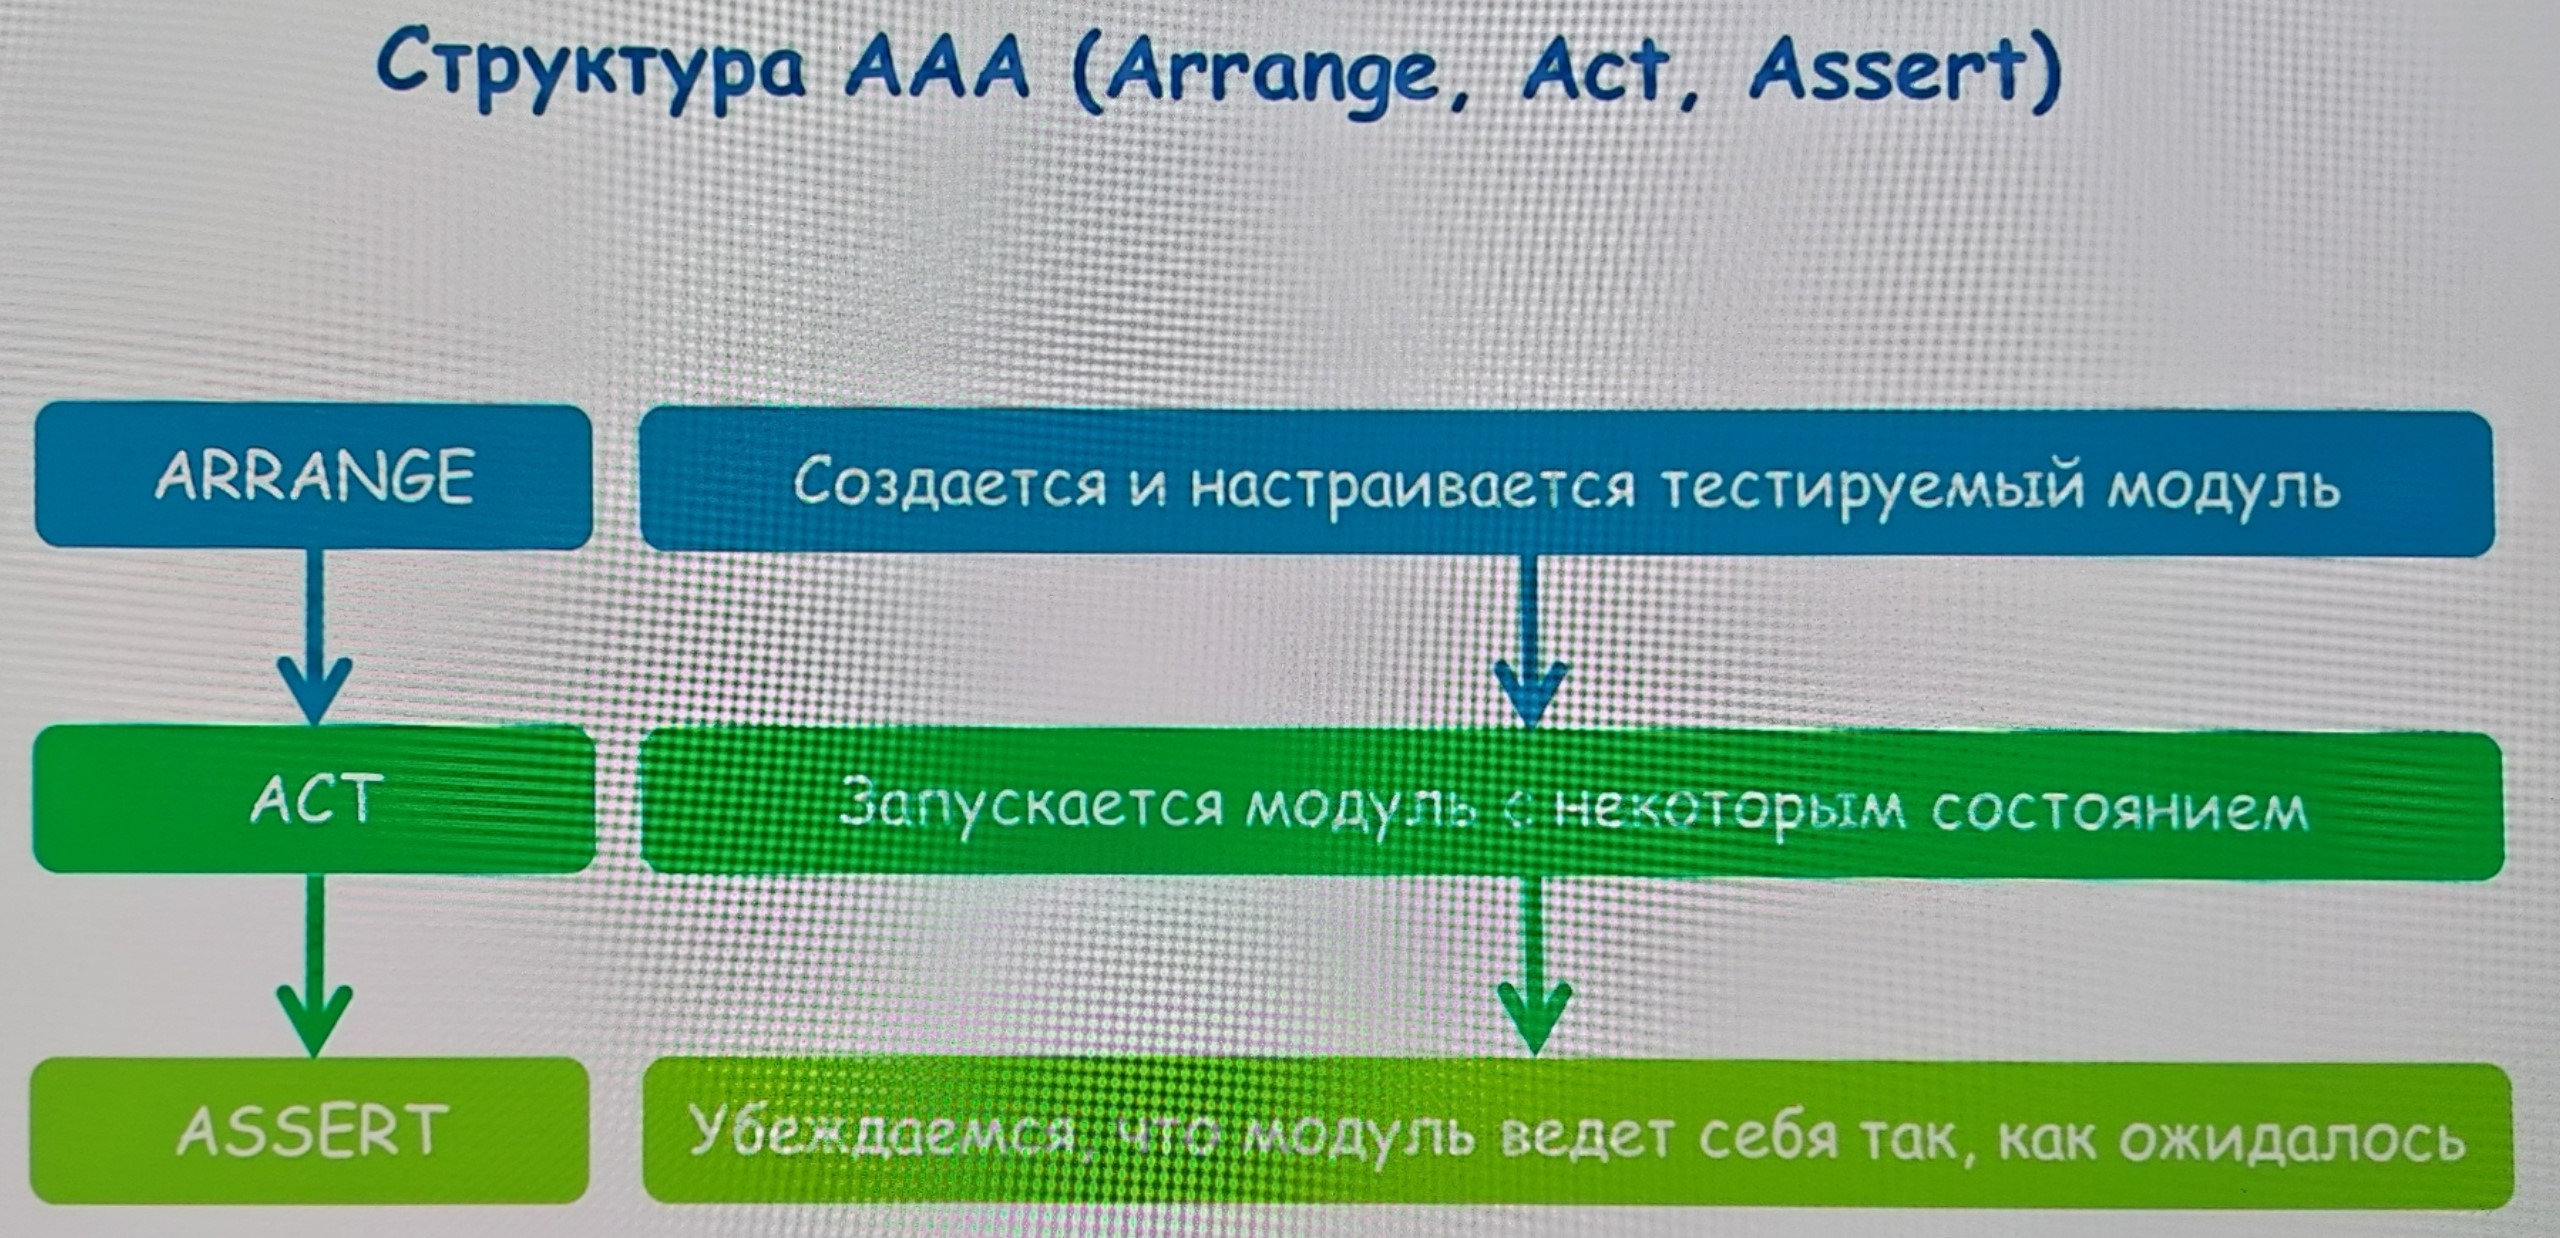 Структура AAA (Arrange, Act, Assert)
ARRANGE
Создается и настраивается тестируемый модуль
ACT
Запускается модуль с некоторым состоянием
ASSERT
Убеждаемся, что модуль ведет себя так, как ожидалось